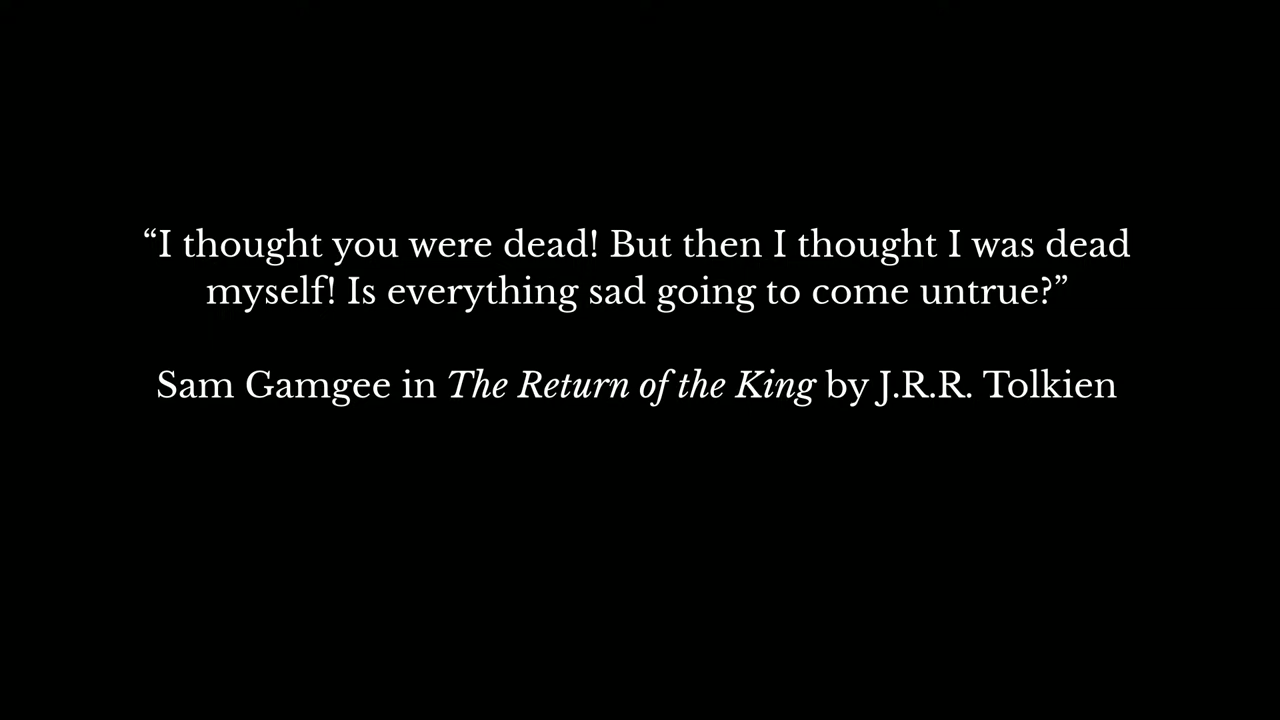 “I thought you were dead! But then I thought I was dead
myself! Is everything sad going to come untrue?”
Sam Gamgee in The Return of the King by J.R.R. Tolkien